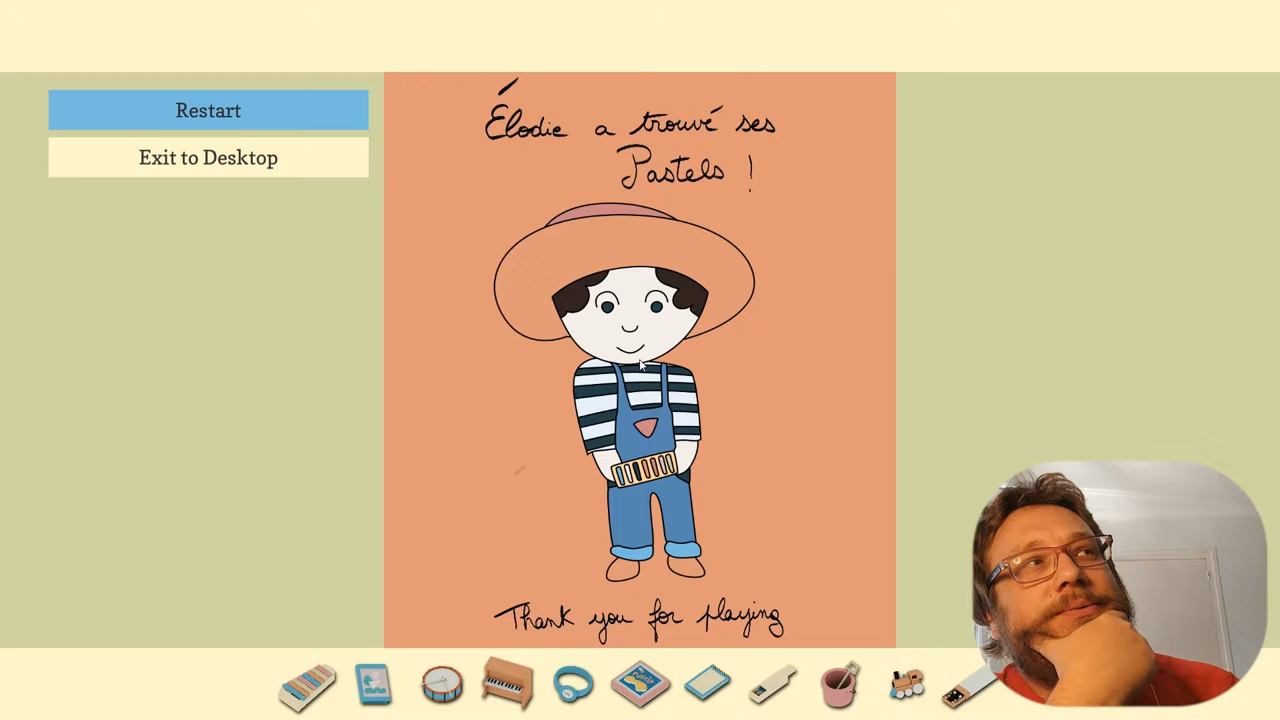 Restart
Exit to Desktop
Élodie a trouvé ses
Pastels !
Thank you for playing